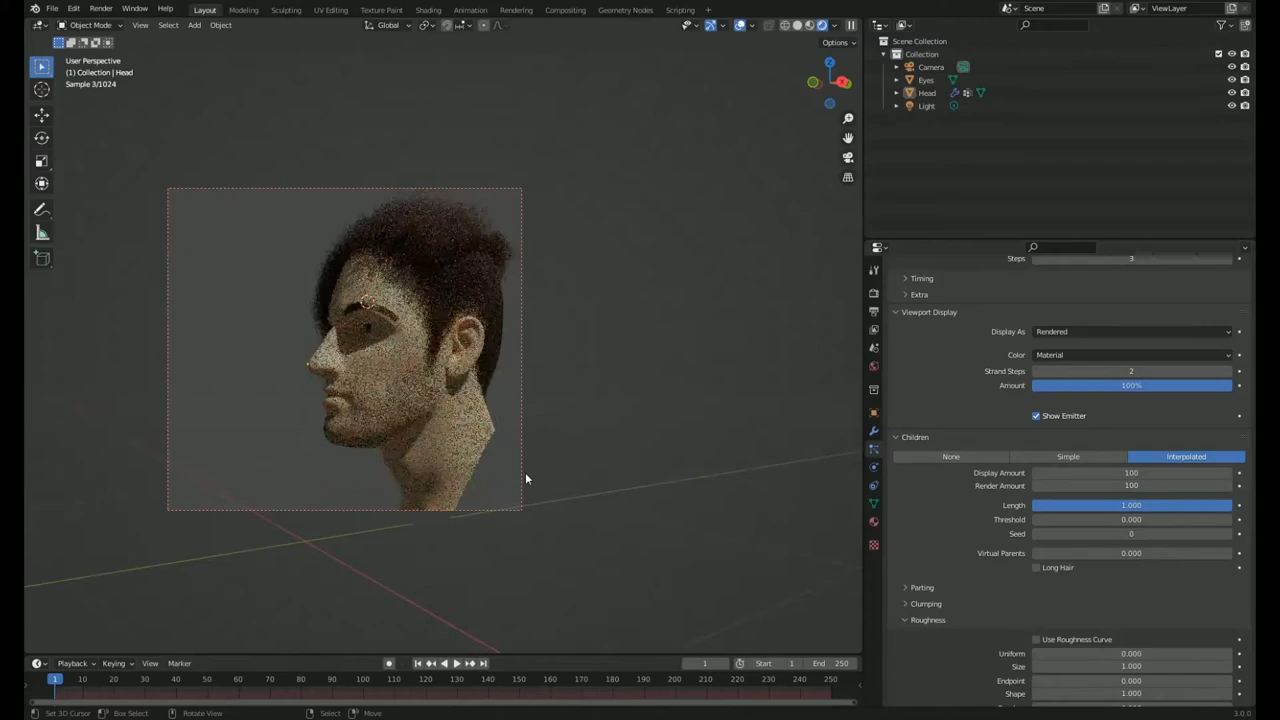 File Edit Render Window Help Layout Modeling Sculpting UV Editing Texture Paint Shading Animation Rendering Compositing Geometry Nodes Scripting Scene ViewLayer
Object Mode View Select Add Object Global
Options
User Perspective
(1) Collection | Head
Sample 3/1024
Z
X
Scene Collection
Collection
Camera
Eyes
Head
Light
Steps 3
Timing
Extra
Viewport Display
Display As Rendered
Color Material
Strand Steps 2
Amount 100%
Show Emitter
Children
None Simple Interpolated
Display Amount 100
Render Amount 100
Length 1.000
Threshold 0.000
Seed 0
Virtual Parents 0.000
Long Hair
Parting
Clumping
Roughness
Use Roughness Curve
Uniform 0.000
Size 1.000
Endpoint 0.000
Shape 1.000
Playback Keying View Marker 1 Start 1 End 250
1 10 20 30 40 50 60 70 80 90 100 110 120 130 140 150 160 170 180 190 200 210 220 230 240 250
Set 3D Cursor Box Select Rotate View Select Move 3.0.0